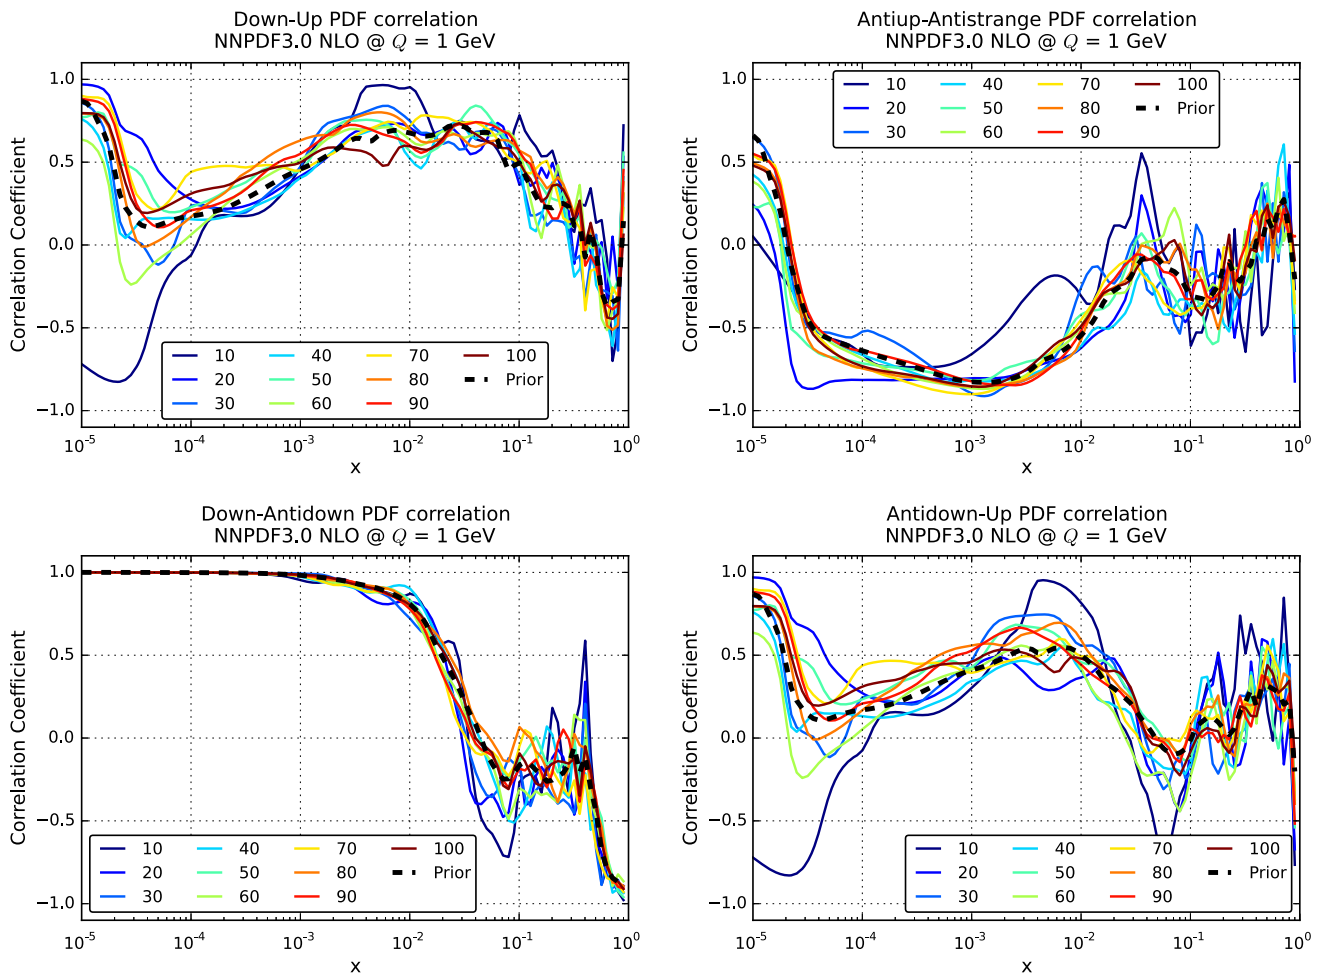 Down-Up PDF correlation
NNPDF3.0 NLO @ Q = 1 GeV
Correlation Coefficient
1.0
0.5
0.0
−0.5
−1.0
10 40 70 100
20 50 80 Prior
30 60 90
10^-5 10^-4 10^-3 10^-2 10^-1 10^0
x
Antiup-Antistrange PDF correlation
NNPDF3.0 NLO @ Q = 1 GeV
Correlation Coefficient
1.0
0.5
0.0
−0.5
−1.0
10 40 70 100
20 50 80 Prior
30 60 90
10^-5 10^-4 10^-3 10^-2 10^-1 10^0
x
Down-Antidown PDF correlation
NNPDF3.0 NLO @ Q = 1 GeV
Correlation Coefficient
1.0
0.5
0.0
−0.5
−1.0
10 40 70 100
20 50 80 Prior
30 60 90
10^-5 10^-4 10^-3 10^-2 10^-1 10^0
x
Antidown-Up PDF correlation
NNPDF3.0 NLO @ Q = 1 GeV
Correlation Coefficient
1.0
0.5
0.0
−0.5
−1.0
10 40 70 100
20 50 80 Prior
30 60 90
10^-5 10^-4 10^-3 10^-2 10^-1 10^0
x